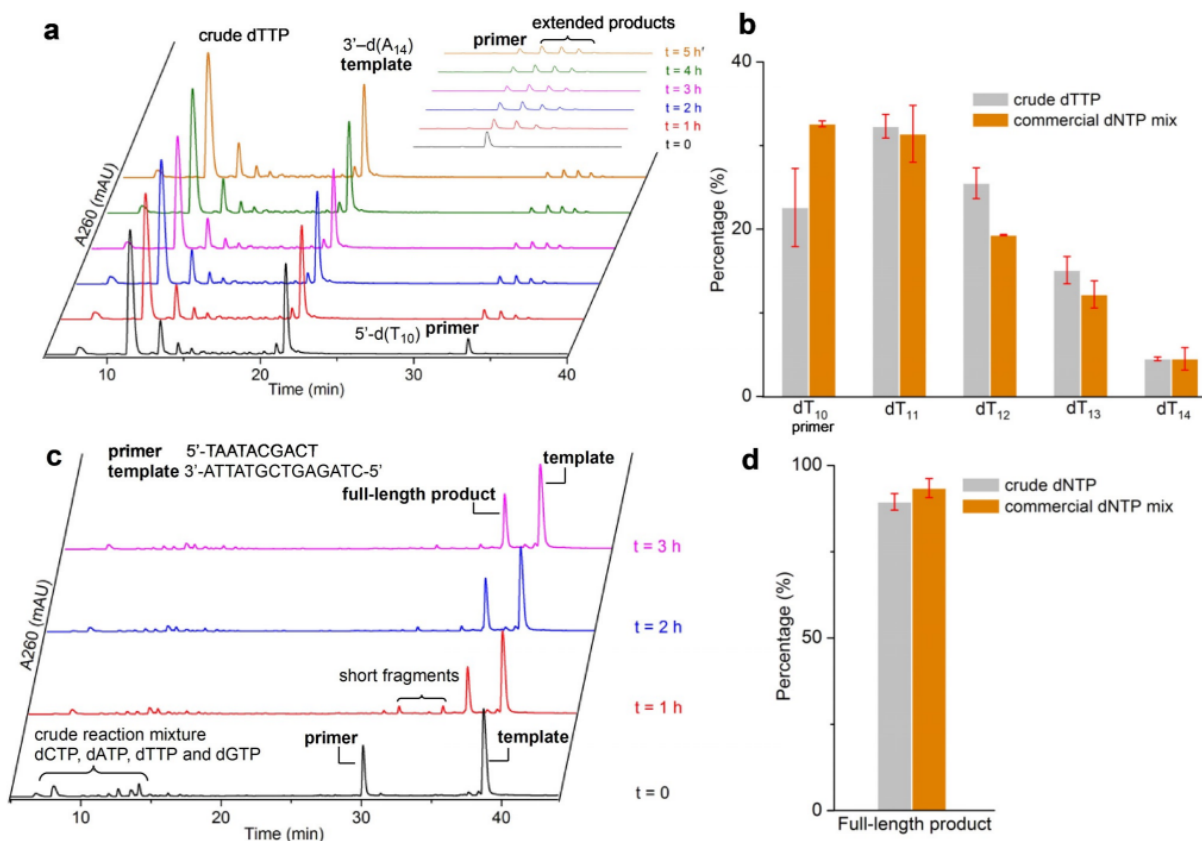 a
crude dTTP
3'–d(A₁₄)
template
primer
extended products
t = 5 h'
t = 4 h
t = 3 h
t = 2 h
t = 1 h
t = 0
A260 (mAU)
5'-d(T₁₀) primer
10
20
30
40
Time (min)
b
40
20
0
Percentage (%)
crude dTTP
commercial dNTP mix
dT₁₀
primer
dT₁₁
dT₁₂
dT₁₃
dT₁₄
c
primer 5'-TAATACGACT
template 3'-ATTATGCTGAGATC-5'
full-length product
template
t = 3 h
t = 2 h
short fragments
t = 1 h
crude reaction mixture
dCTP, dATP, dTTP and dGTP
primer
template
t = 0
A260 (mAU)
10
20
30
40
Time (min)
d
100
50
0
Percentage (%)
crude dNTP
commercial dNTP mix
Full-length product